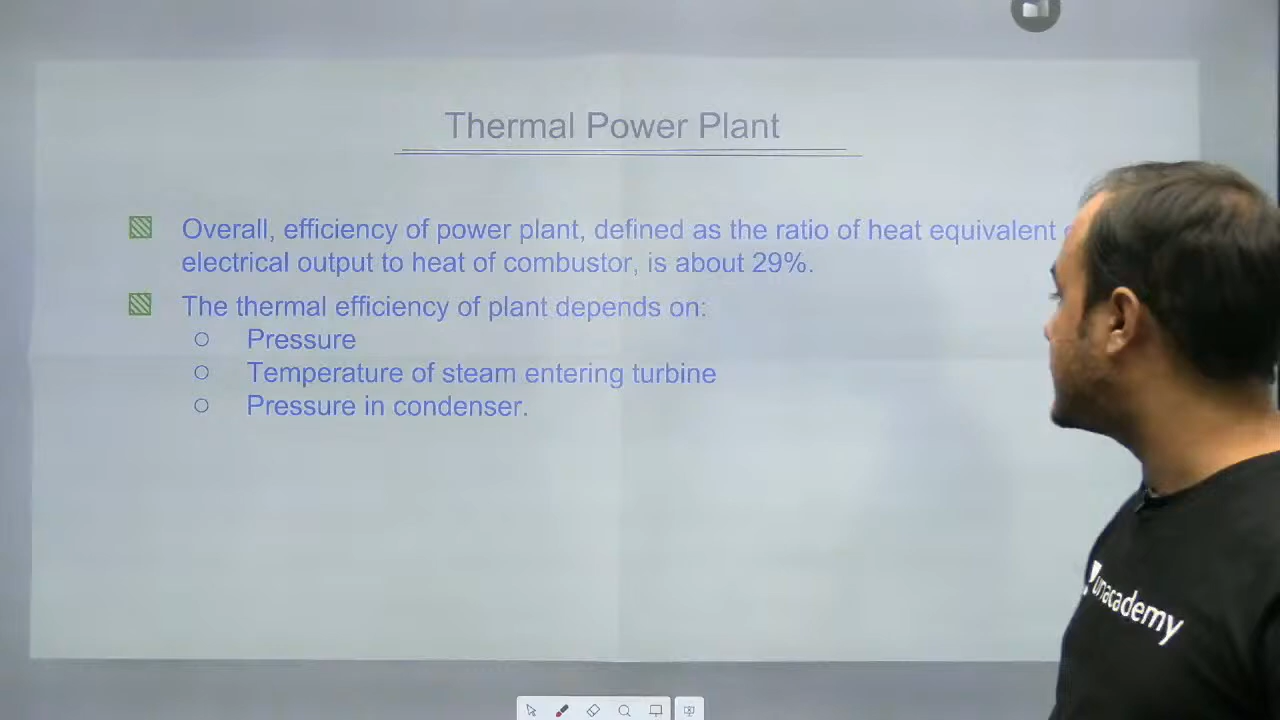 Thermal Power Plant
Overall, efficiency of power plant, defined as the ratio of heat equivalent
electrical output to heat of combustor, is about 29%.
The thermal efficiency of plant depends on:
Pressure
Temperature of steam entering turbine
Pressure in condenser.
unacademy